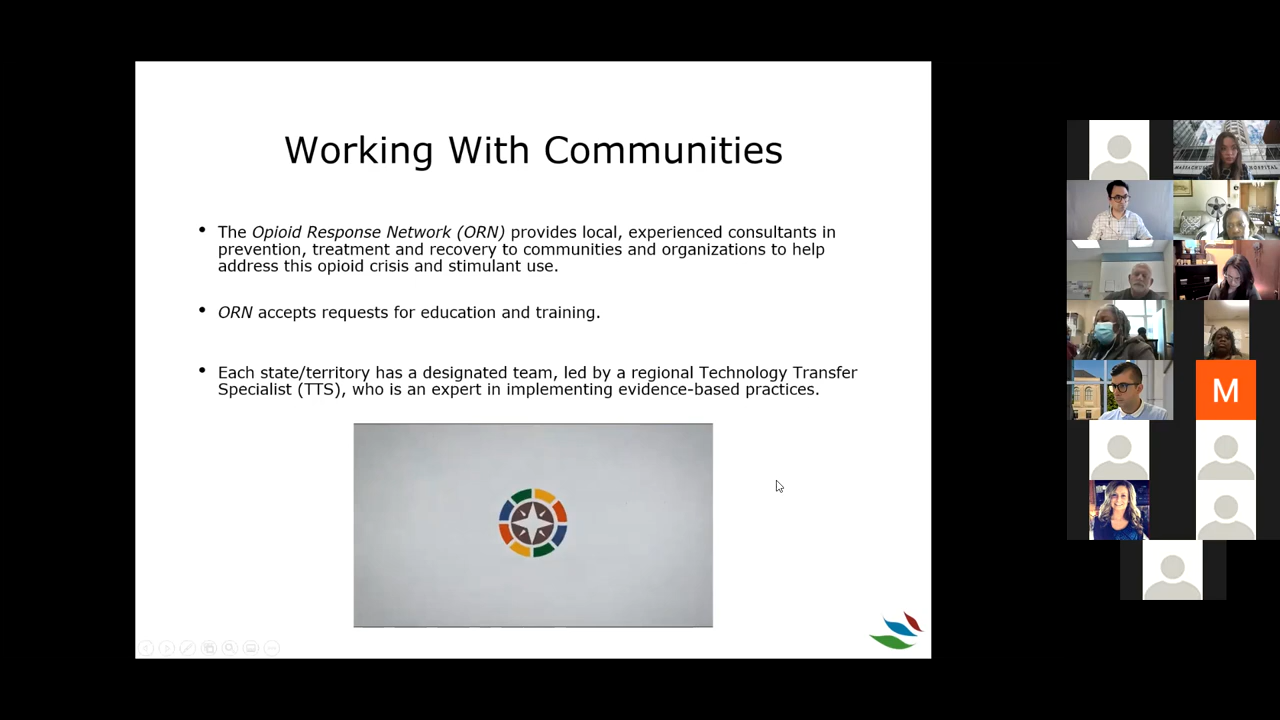 Working With Communities
• The Opioid Response Network (ORN) provides local, experienced consultants in
prevention, treatment and recovery to communities and organizations to help
address this opioid crisis and stimulant use.
• ORN accepts requests for education and training.
• Each state/territory has a designated team, led by a regional Technology Transfer
Specialist (TTS), who is an expert in implementing evidence-based practices.
HOSPITAL
M